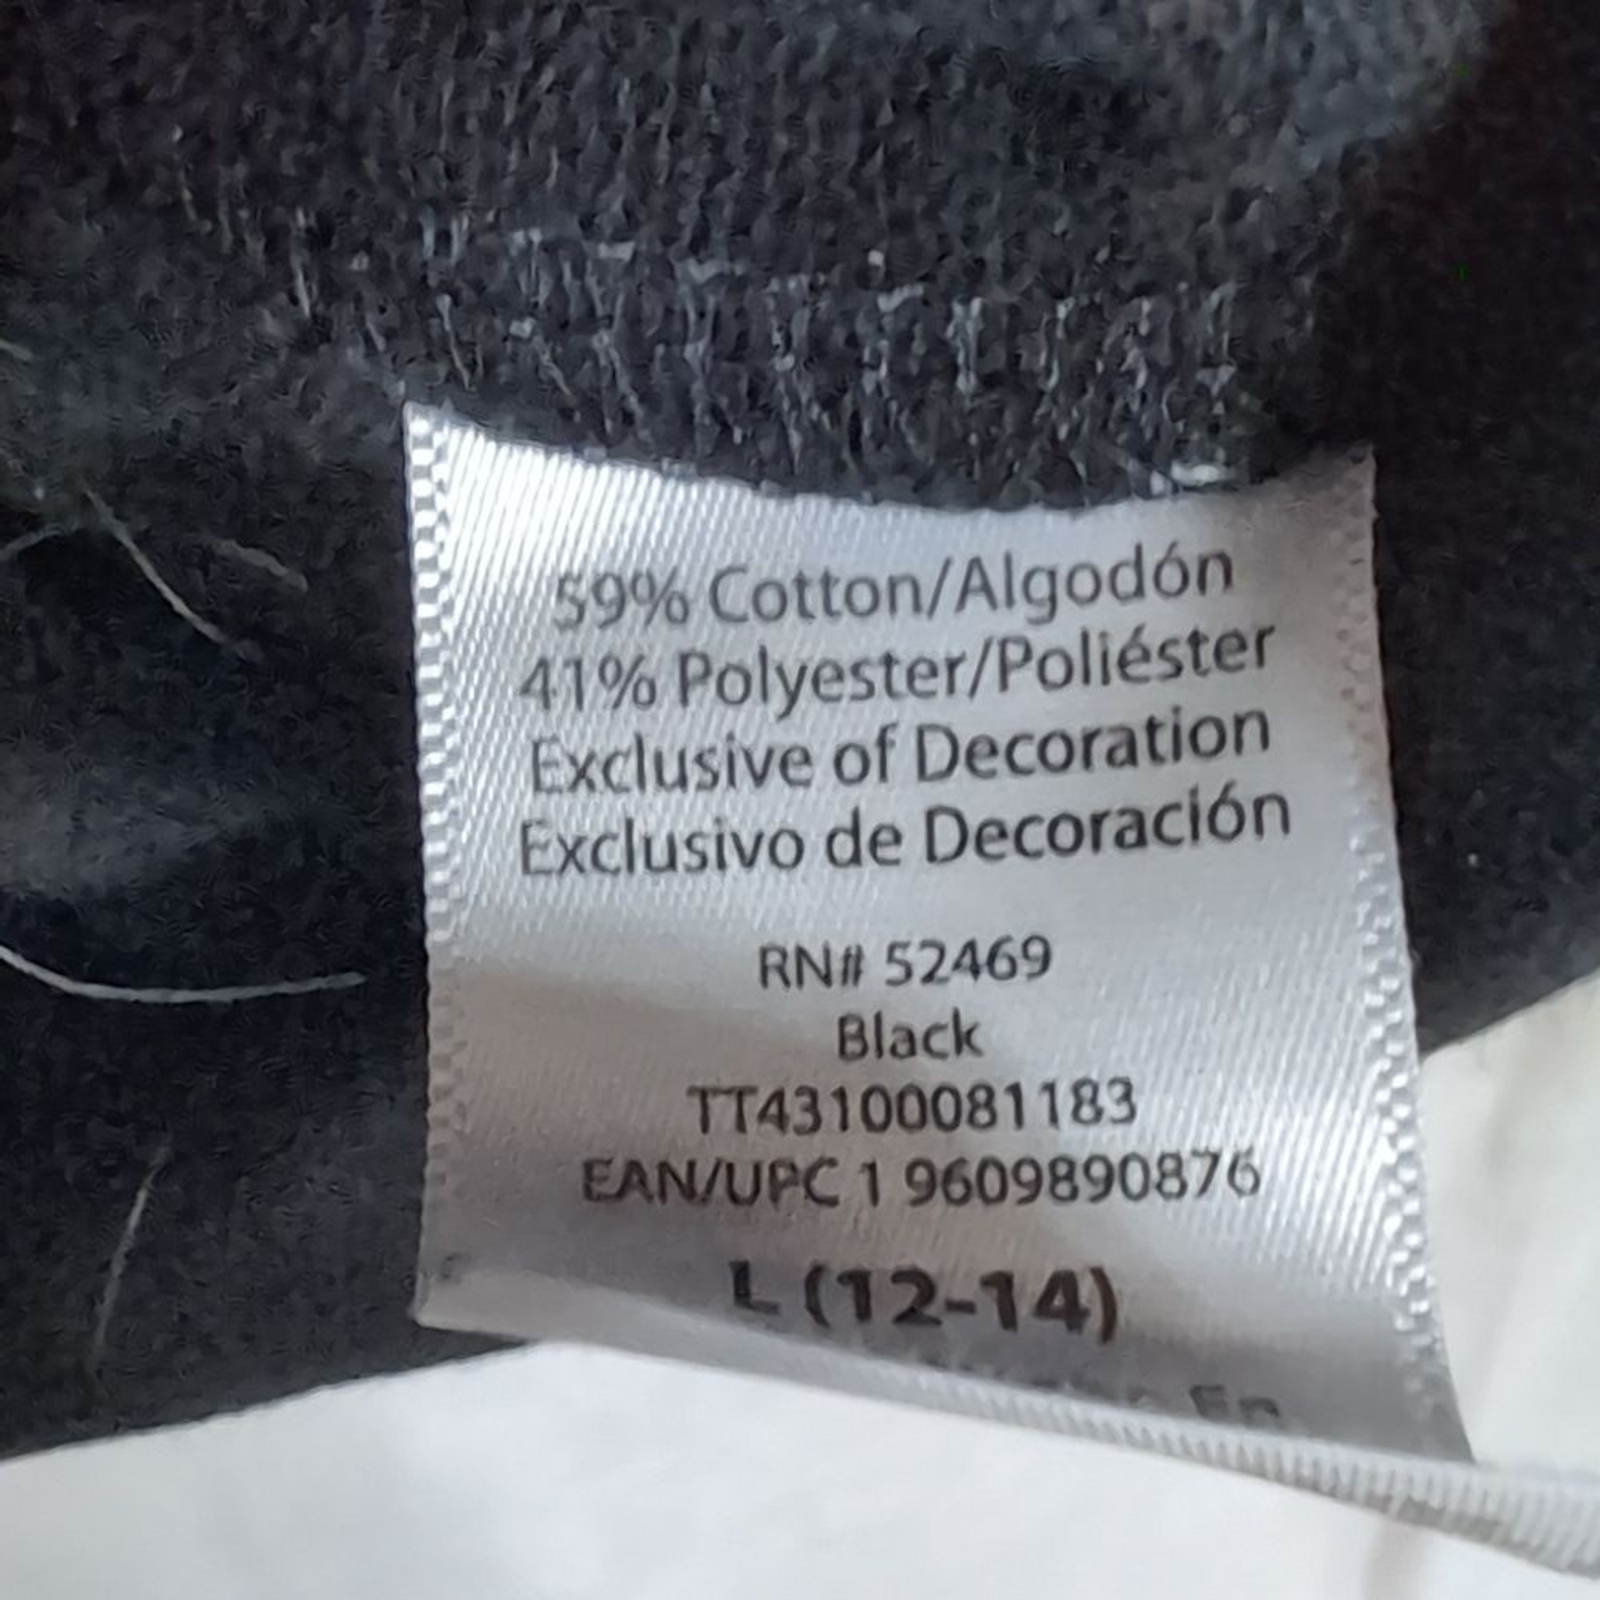 59% Cotton/Algodón
41% Polyester/Poliéster
Exclusive of Decoration
Exclusivo de Decoración
RN# 52469
Black
TT43100081183
EAN/UPC 1 9609890876
L (12-14)
En